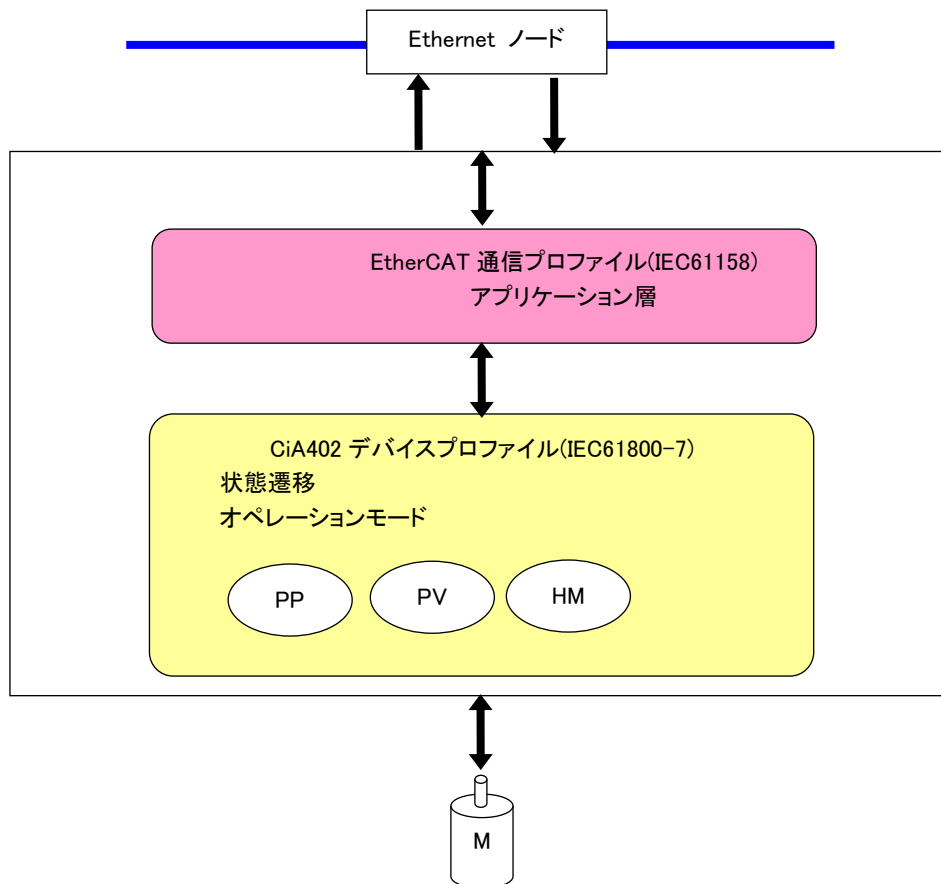 Ethernet ノード
EtherCAT 通信プロファイル(IEC61158)
アプリケーション層
CiA402 デバイスプロファイル(IEC61800-7)
状態遷移
オペレーションモード
PP
PV
HM
M